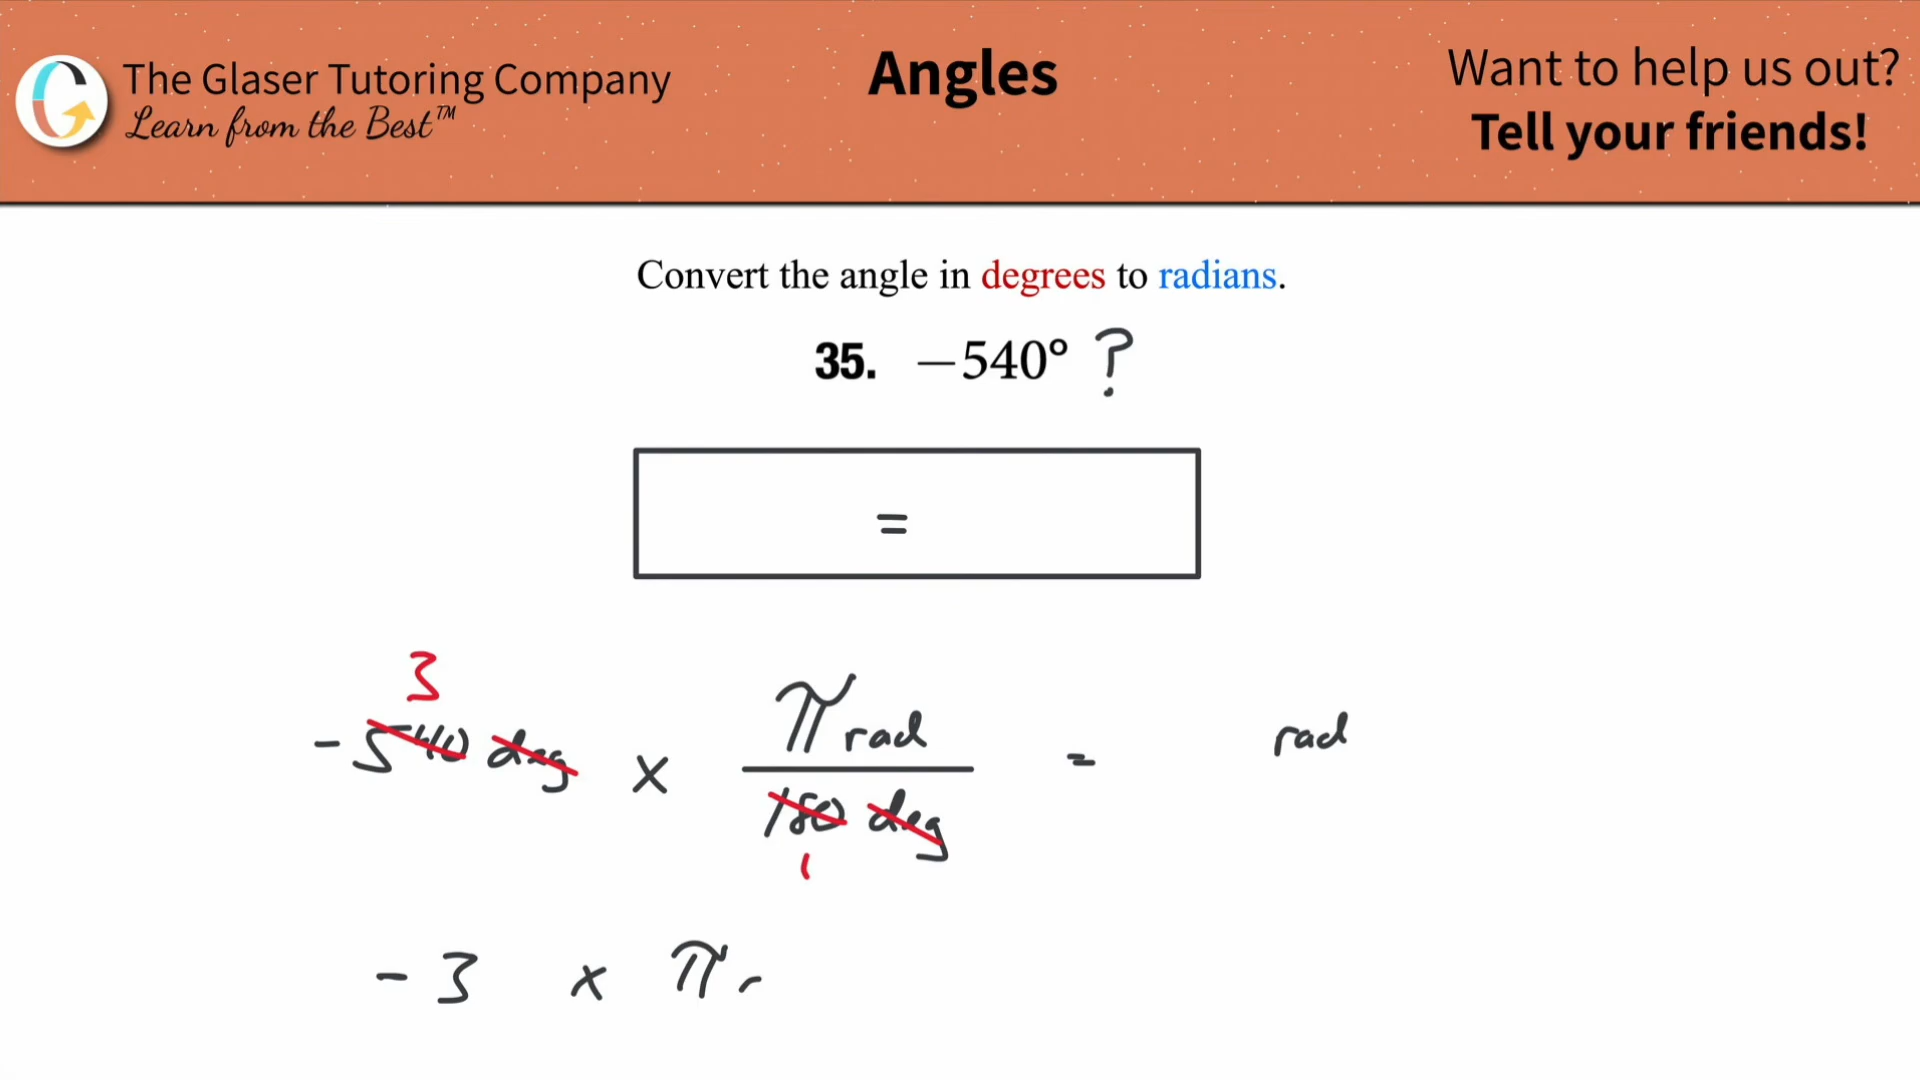 The Glaser Tutoring Company
Learn from the Best™
Angles
Want to help us out?
Tell your friends!
Convert the angle in degrees to radians.
35. −540° ?
=
3
-540 deg × π rad = rad
180 deg
1
-3 × π